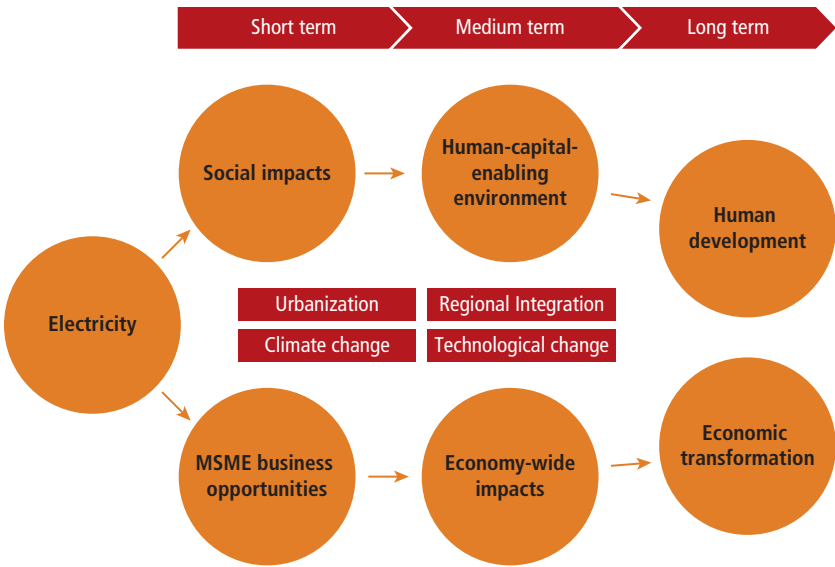 Short term
Medium term
Long term
Social impacts
Human-capital-
enabling
environment
Human
development
Electricity
Urbanization
Regional Integration
Climate change
Technological change
MSME business
opportunities
Economy-wide
impacts
Economic
transformation